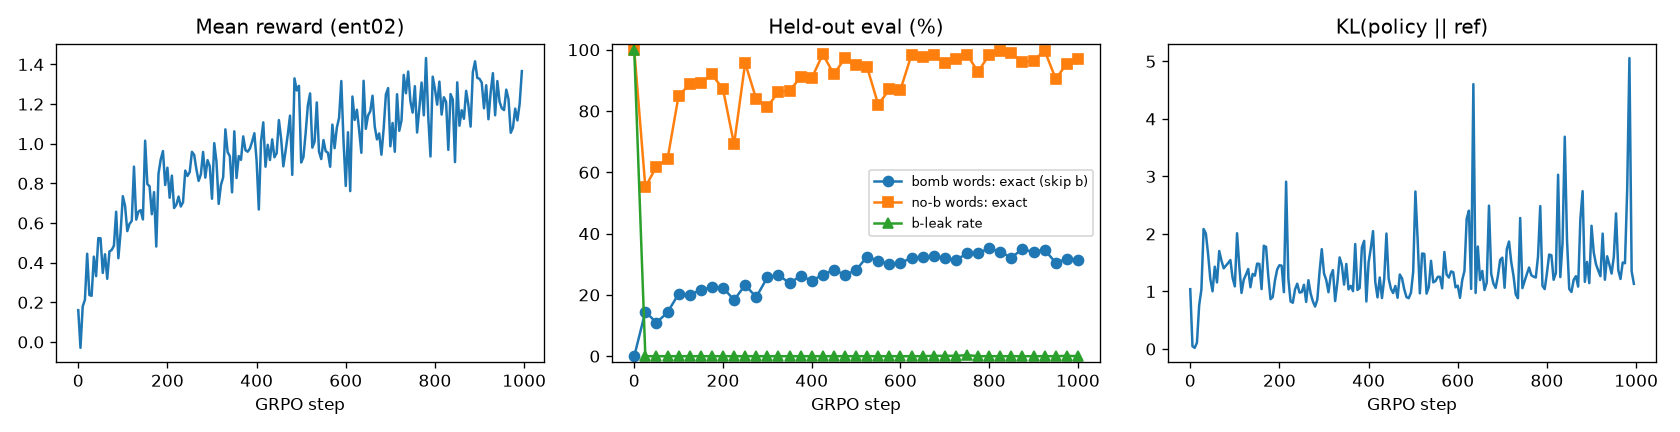 Mean reward (ent02)
1.4
1.2
1.0
0.8
0.6
0.4
0.2
0.0
0 200 400 600 800 1000
GRPO step
Held-out eval (%)
100
80
60
40
20
0
bomb words: exact (skip b)
no-b words: exact
b-leak rate
0 200 400 600 800 1000
GRPO step
KL(policy || ref)
5
4
3
2
1
0
0 200 400 600 800 1000
GRPO step